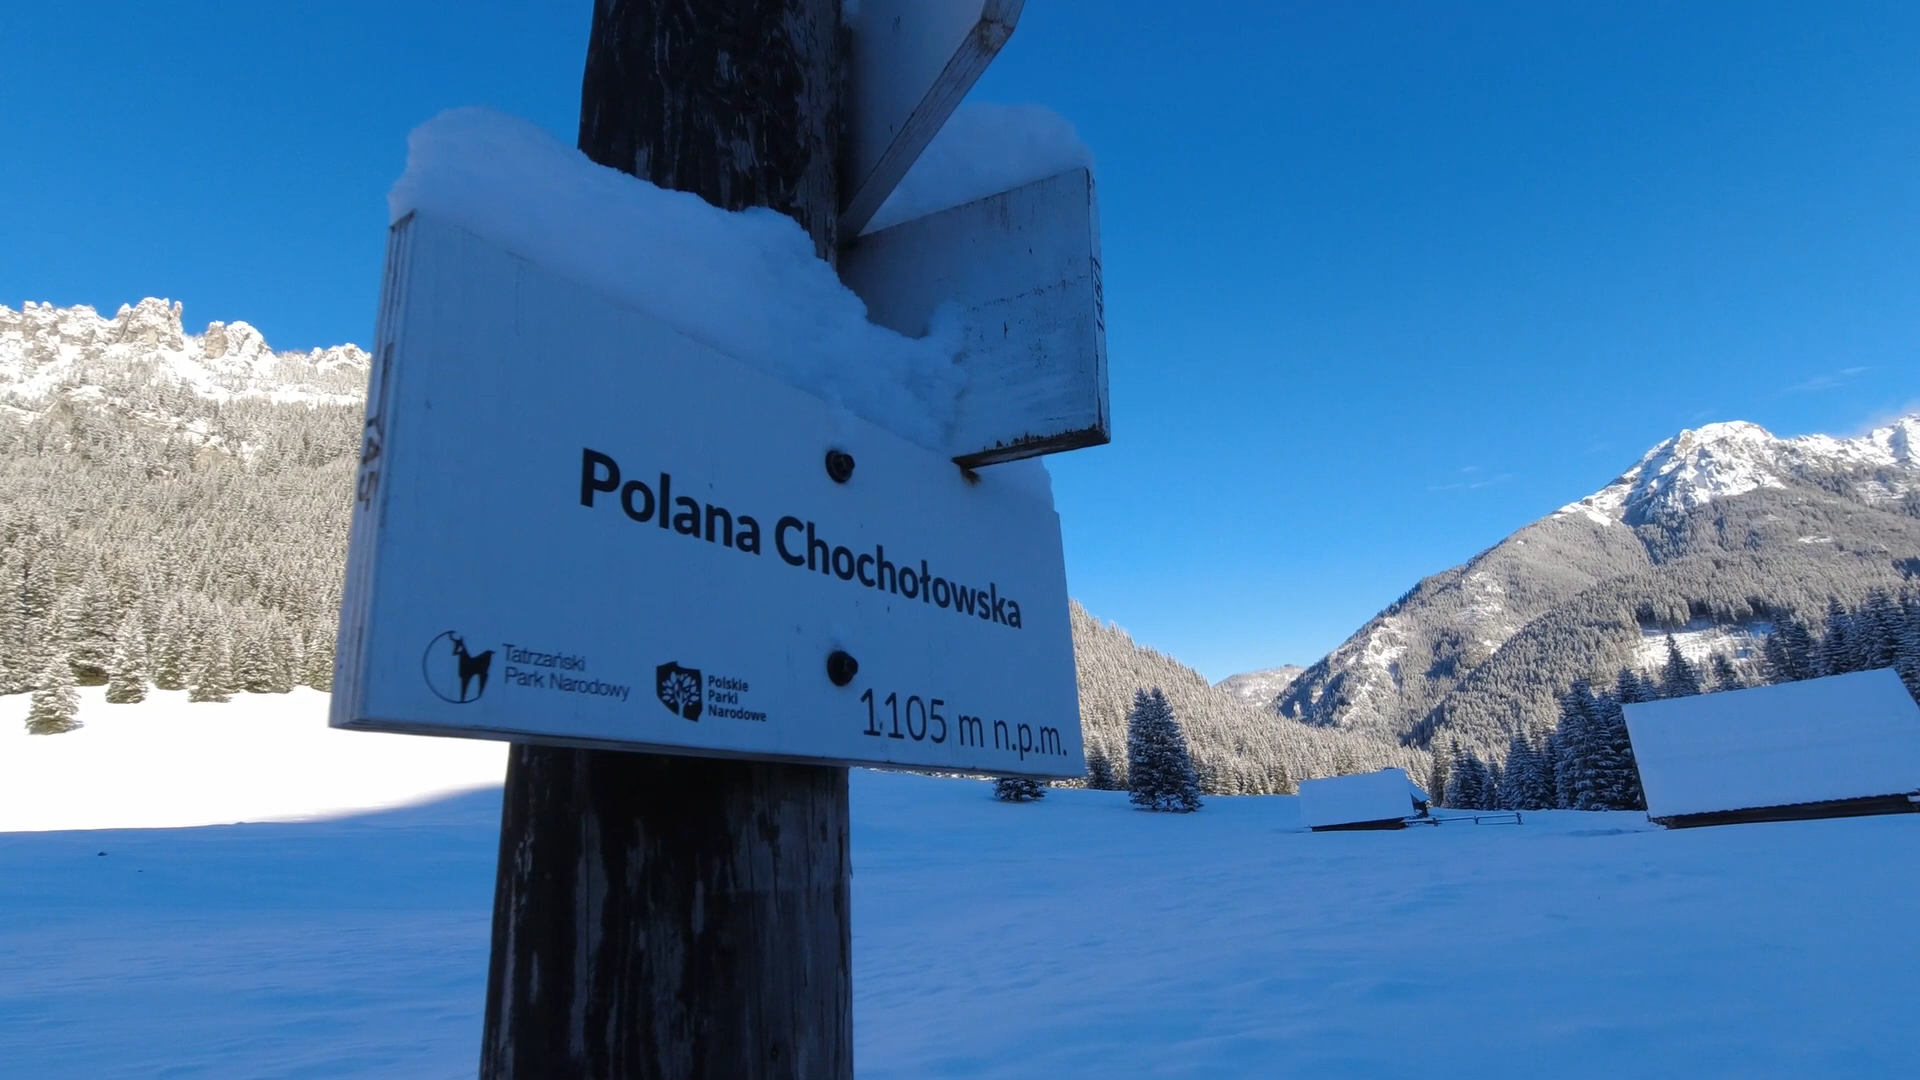 Polana Chochołowska
Tatrzański
Park Narodowy
Polskie
Parki
Narodowe
1105 m n.p.m.